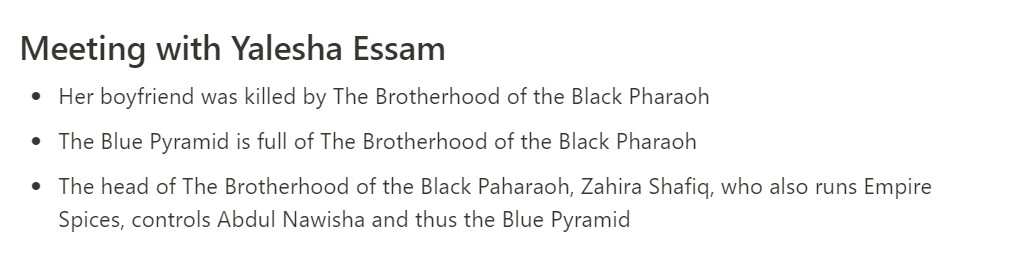 Meeting with Yalesha Essam
• Her boyfriend was killed by The Brotherhood of the Black Pharaoh
• The Blue Pyramid is full of The Brotherhood of the Black Pharaoh
• The head of The Brotherhood of the Black Paharaoh, Zahira Shafiq, who also runs Empire
Spices, controls Abdul Nawisha and thus the Blue Pyramid